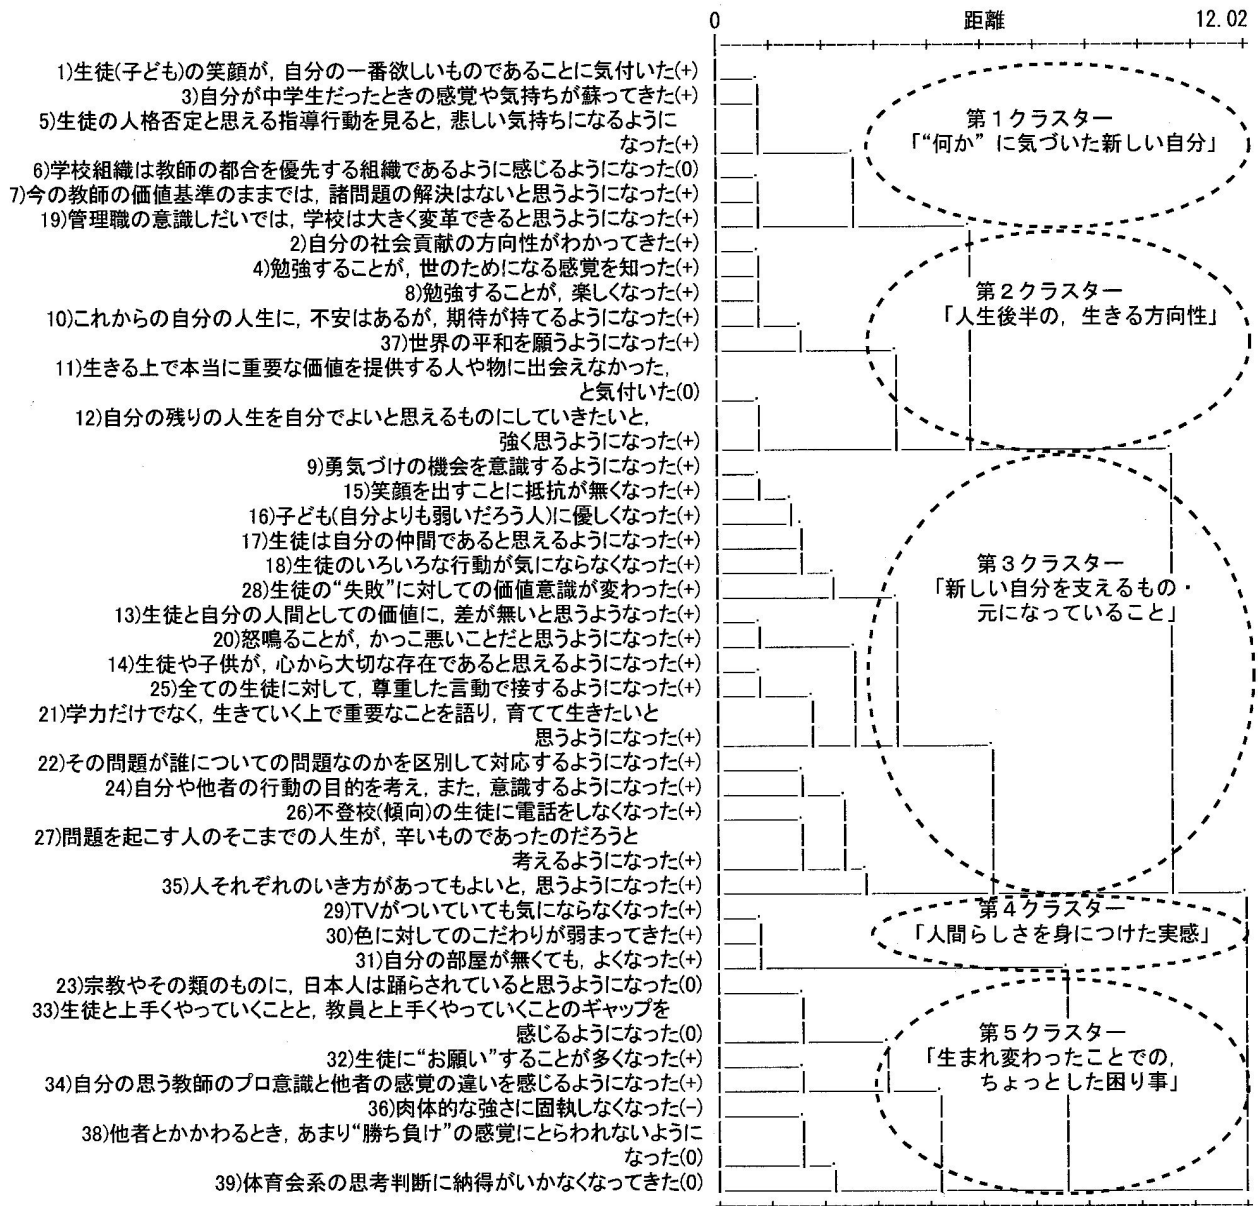 0 距離 12.02
1)生徒(子ども)の笑顔が, 自分の一番欲しいものであることに気付いた(+)
3)自分が中学生だったときの感覚や気持ちが蘇ってきた(+)
5)生徒の人格否定と思える指導行動を見ると, 悲しい気持ちになるように
なった(+)
6)学校組織は教師の都合を優先する組織であるように感じるようになった(0)
7)今の教師の価値基準のままでは, 諸問題の解決はないと思うようになった(+)
19)管理職の意識しだいでは, 学校は大きく変革できると思うようになった(+)
第1クラスター
「“何か” に気づいた新しい自分」
2)自分の社会貢献の方向性がわかってきた(+)
4)勉強することが, 世のためになる感覚を知った(+)
8)勉強することが, 楽しくなった(+)
10)これからの自分の人生に, 不安はあるが, 期待が持てるようになった(+)
37)世界の平和を願うようになった(+)
11)生きる上で本当に重要な価値を提供する人や物に出会えなかった,
と気付いた(0)
12)自分の残りの人生を自分でよいと思えるものにしていきたいと,
強く思うようになった(+)
第2クラスター
「人生後半の, 生きる方向性」
9)勇気づけの機会を意識するようになった(+)
15)笑顔を出すことに抵抗が無くなった(+)
16)子ども(自分よりも弱いだろう人)に優しくなった(+)
17)生徒は自分の仲間であると思えるようになった(+)
18)生徒のいろいろな行動が気にならなくなった(+)
28)生徒の“失敗”に対しての価値意識が変わった(+)
13)生徒と自分の人間としての価値に, 差が無いと思うようなった(+)
20)怒鳴ることが, かっこ悪いことだと思うようになった(+)
14)生徒や子供が, 心から大切な存在であると思えるようになった(+)
25)全ての生徒に対して, 尊重した言動で接するようになった(+)
21)学力だけでなく, 生きていく上で重要なことを語り, 育てて生きたいと
思うようになった(+)
22)その問題が誰についての問題なのかを区別して対応するようになった(+)
24)自分や他者の行動の目的を考え, また, 意識するようになった(+)
26)不登校(傾向)の生徒に電話をしなくなった(+)
27)問題を起こす人のそこまでの人生が, 辛いものであったのだろうと
考えるようになった(+)
35)人それぞれのいき方があってもよいと, 思うようになった(+)
第3クラスター
「新しい自分を支えるもの・
元になっていること」
29)TVがついていても気にならなくなった(+)
30)色に対してのこだわりが弱まってきた(+)
31)自分の部屋が無くても, よくなった(+)
第4クラスター
「人間らしさを身につけた実感」
23)宗教やその類のものに, 日本人は踊らされていると思うようになった(0)
33)生徒と上手くやっていくことと, 教員と上手くやっていくことのギャップを
感じるようになった(0)
32)生徒に“お願い”することが多くなった(+)
34)自分の思う教師のプロ意識と他者の感覚の違いを感じるようになった(+)
36)肉体的な強さに固執しなくなった(-)
38)他者とかかわるとき, あまり“勝ち負け”の感覚にとらわれないように
なった(0)
39)体育会系の思考判断に納得がいかなくなってきた(0)
第5クラスター
「生まれ変わったことでの,
ちょっとした困り事」